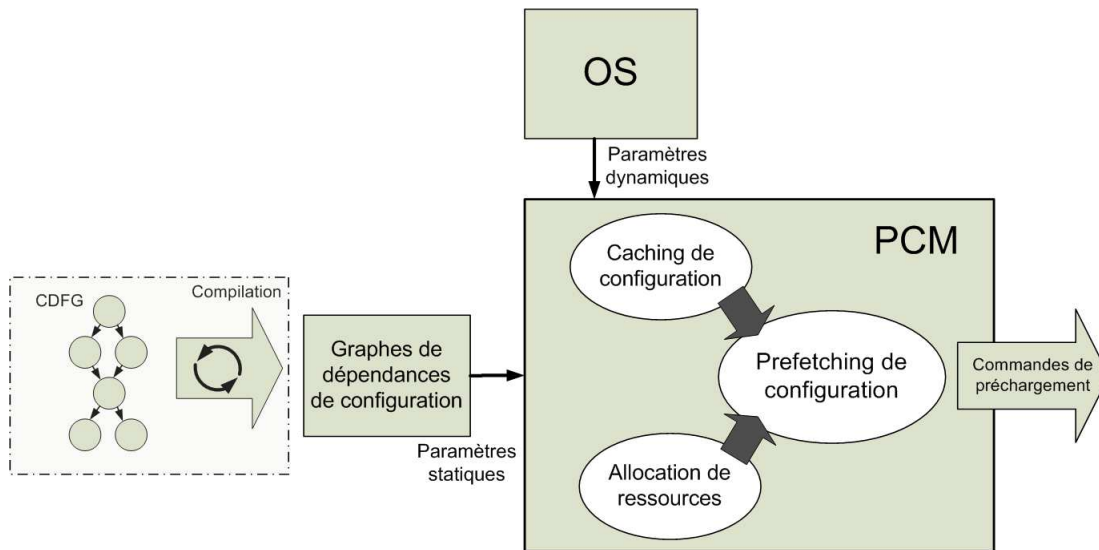 OS
Paramètres
dynamiques
PCM
Caching de
configuration
CDFG
Compilation
Graphes de
dépendances
de configuration
Prefetching de
configuration
Commandes de
préchargement
Paramètres
statiques
Allocation de
ressources